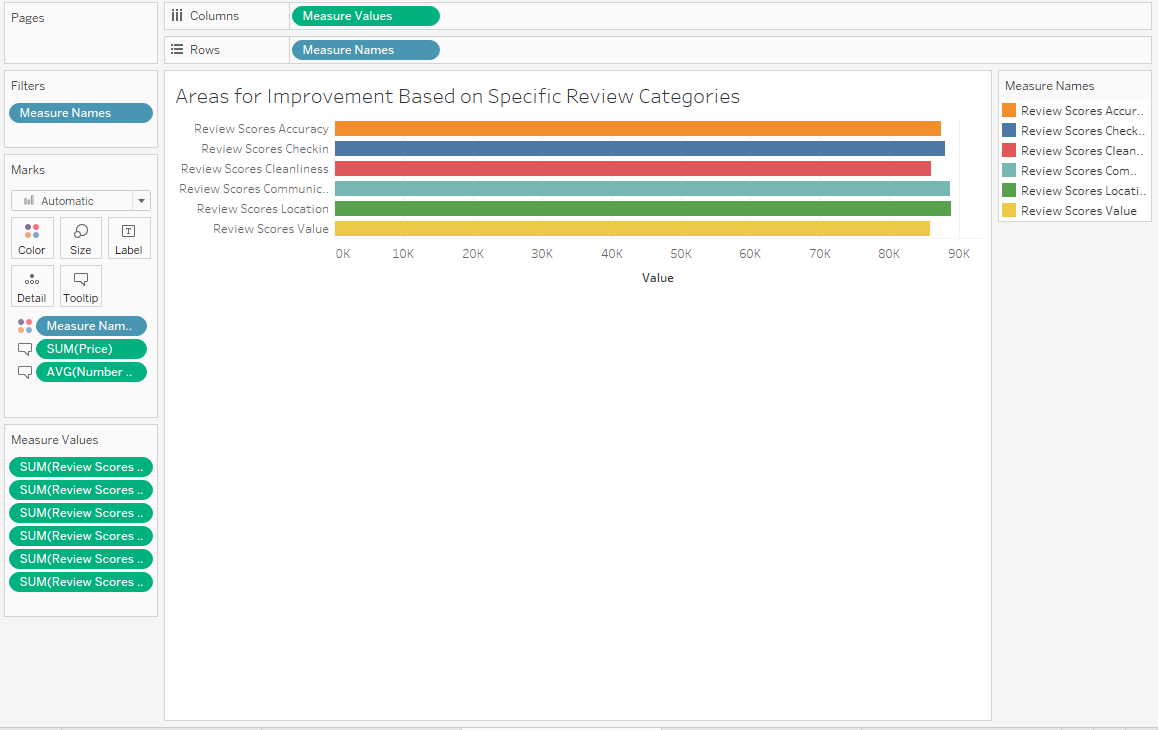 Pages
Columns
Measure Values
Rows
Measure Names
Filters
Measure Names
Marks
Automatic
Color
Size
Label
Detail
Tooltip
Measure Nam..
SUM(Price)
AVG(Number ..
Measure Values
SUM(Review Scores ..
SUM(Review Scores ..
SUM(Review Scores ..
SUM(Review Scores ..
SUM(Review Scores ..
SUM(Review Scores ..
Areas for Improvement Based on Specific Review Categories
Review Scores Accuracy
Review Scores Checkin
Review Scores Cleanliness
Review Scores Communic..
Review Scores Location
Review Scores Value
0K 10K 20K 30K 40K 50K 60K 70K 80K 90K
Value
Measure Names
Review Scores Accur..
Review Scores Check..
Review Scores Clean..
Review Scores Com..
Review Scores Locati..
Review Scores Value